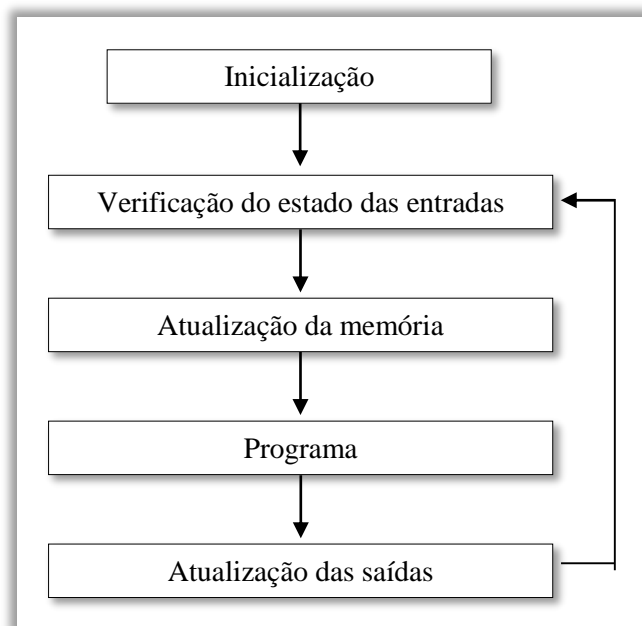 Inicialização
Verificação do estado das entradas
Atualização da memória
Programa
Atualização das saídas